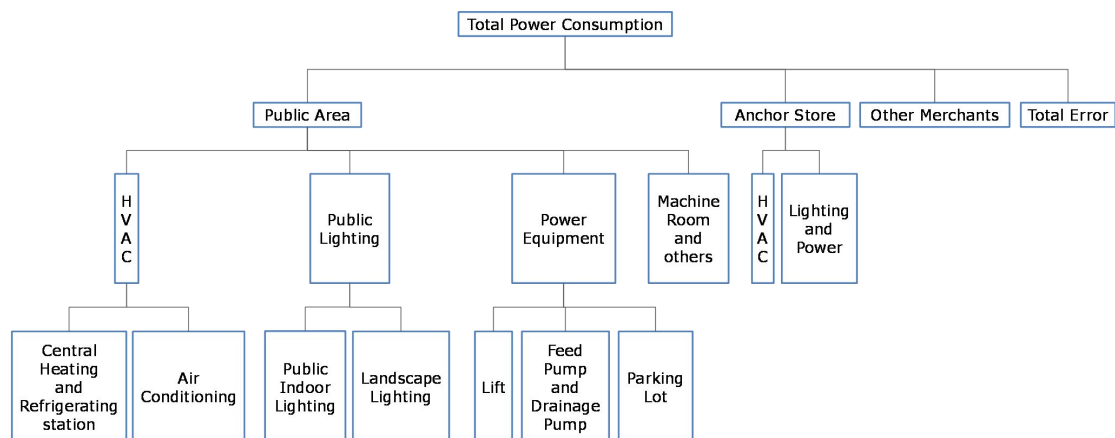 Total Power Consumption
Public Area
Anchor Store
Other Merchants
Total Error
H
V
A
C
Public
Lighting
Power
Equipment
Machine
Room
and
others
H
V
A
C
Lighting
and
Power
Central
Heating
and
Refrigerating
station
Air
Conditioning
Public
Indoor
Lighting
Landscape
Lighting
Lift
Feed
Pump
and
Drainage
Pump
Parking
Lot